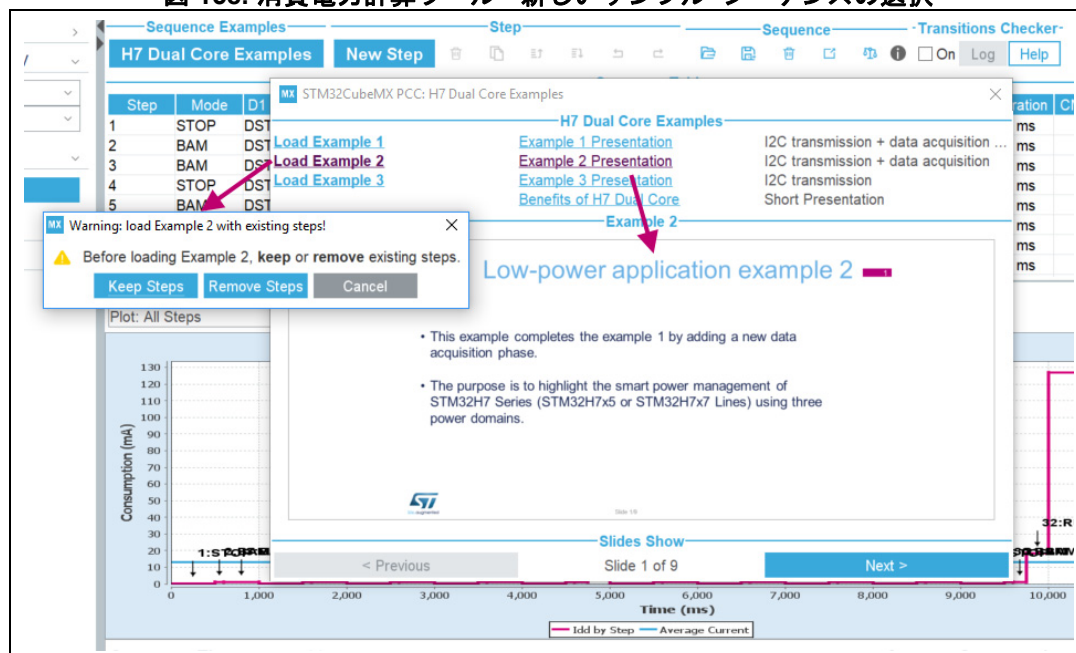 Sequence Examples
Step
Sequence
Transitions Checker
H7 Dual Core Examples
New Step
On
Log
Help
Step
Mode
D1
1
STOP
DST
ms
2
BAM
DST
ms
3
BAM
DST
ms
4
STOP
DST
ms
5
BAM
DST
ms
ms
ms
ms
MX STM32CubeMX PCC: H7 Dual Core Examples
H7 Dual Core Examples
Load Example 1
Example 1 Presentation
I2C transmission + data acquisition ...
Load Example 2
Example 2 Presentation
I2C transmission + data acquisition
Load Example 3
Example 3 Presentation
I2C transmission
Benefits of H7 Dual Core
Short Presentation
Example 2
Low-power application example 2
1
• This example completes the example 1 by adding a new data
acquisition phase.
• The purpose is to highlight the smart power management of
STM32H7 Series (STM32H7x5 or STM32H7x7 Lines) using three
power domains.
Slides Show
< Previous
Slide 1 of 9
Next >
MX Warning: load Example 2 with existing steps!
Before loading Example 2, keep or remove existing steps.
Keep Steps
Remove Steps
Cancel
Plot: All Steps
Consumption (mA)
130
120
110
100
90
80
70
60
50
40
30
20
10
0
0
1,000
2,000
3,000
4,000
5,000
6,000
7,000
8,000
9,000
10,000
Time (ms)
Idd by Step
Average Current